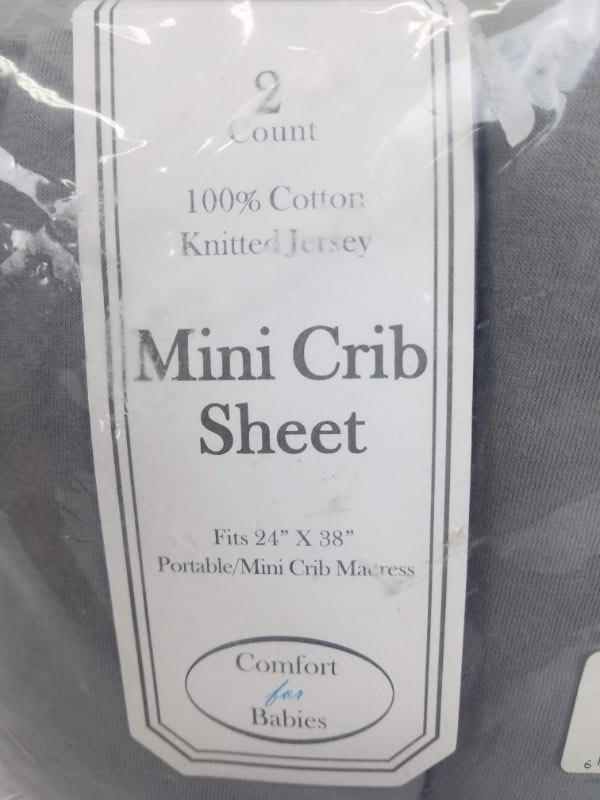 2
Count
100% Cotton
Knitted Jersey
Mini Crib
Sheet
Fits 24” X 38”
Portable/Mini Crib Mattress
Comfort
for
Babies
6